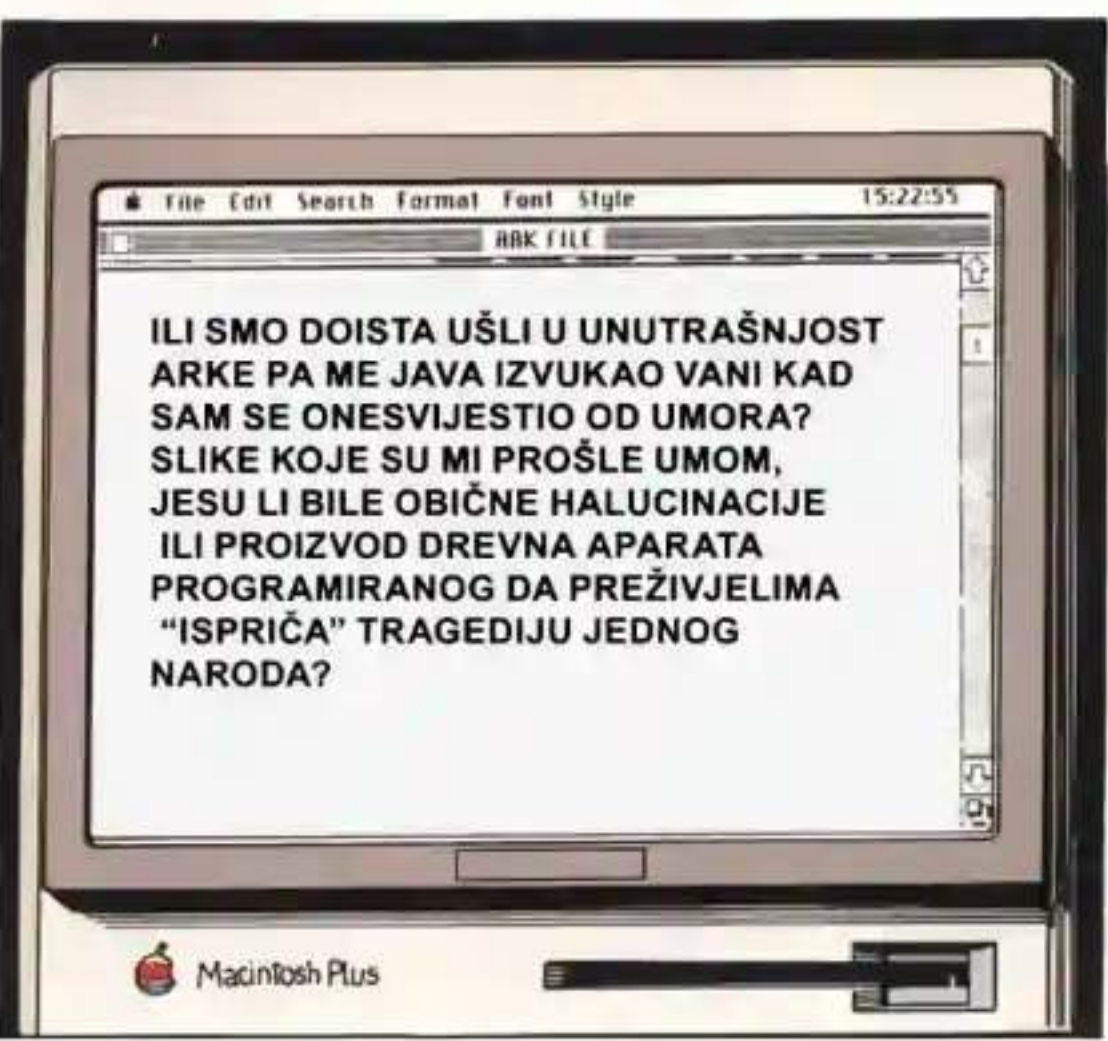 File Edit Search Format Font Style 15:22:55
ARK FILE
ILI SMO DOISTA UŠLI U UNUTRAŠNJOST
ARKE PA ME JAVA IZVUKAO VANI KAD
SAM SE ONESVIJESTIO OD UMORA?
SLIKE KOJE SU MI PROŠLE UMOM,
JESU LI BILE OBIČNE HALUCINACIJE
ILI PROIZVOD DREVNA APARATA
PROGRAMIRANOG DA PREŽIVJELIMA
“ISPRIČA” TRAGEDIJU JEDNOG
NARODA?
1
Macintosh Plus